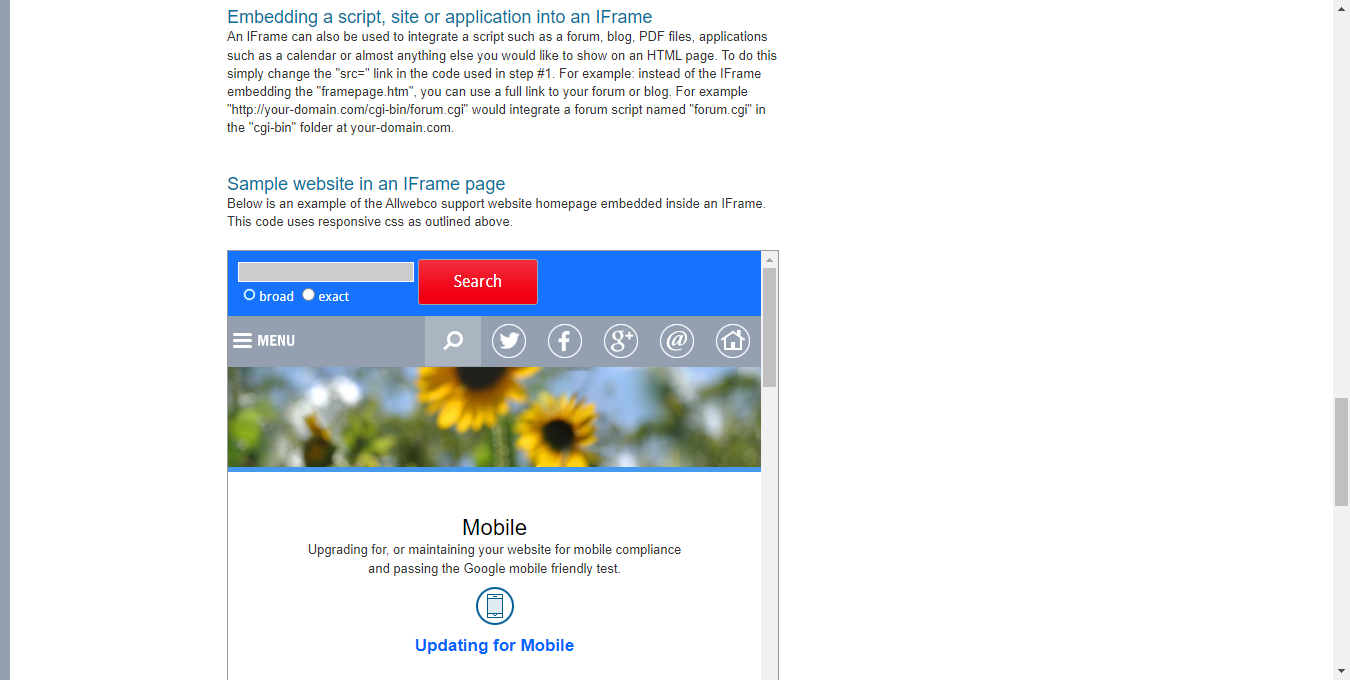 Embedding a script, site or application into an IFrame
An IFrame can also be used to integrate a script such as a forum, blog, PDF files, applications
such as a calendar or almost anything else you would like to show on an HTML page. To do this
simply change the "src=" link in the code used in step #1. For example: instead of the IFrame
embedding the "framepage.htm", you can use a full link to your forum or blog. For example
"http://your-domain.com/cgi-bin/forum.cgi" would integrate a forum script named "forum.cgi" in
the "cgi-bin" folder at your-domain.com.
Sample website in an IFrame page
Below is an example of the Allwebco support website homepage embedded inside an IFrame.
This code uses responsive css as outlined above.
Search
broad exact
MENU g+ @
Mobile
Upgrading for, or maintaining your website for mobile compliance
and passing the Google mobile friendly test.
Updating for Mobile